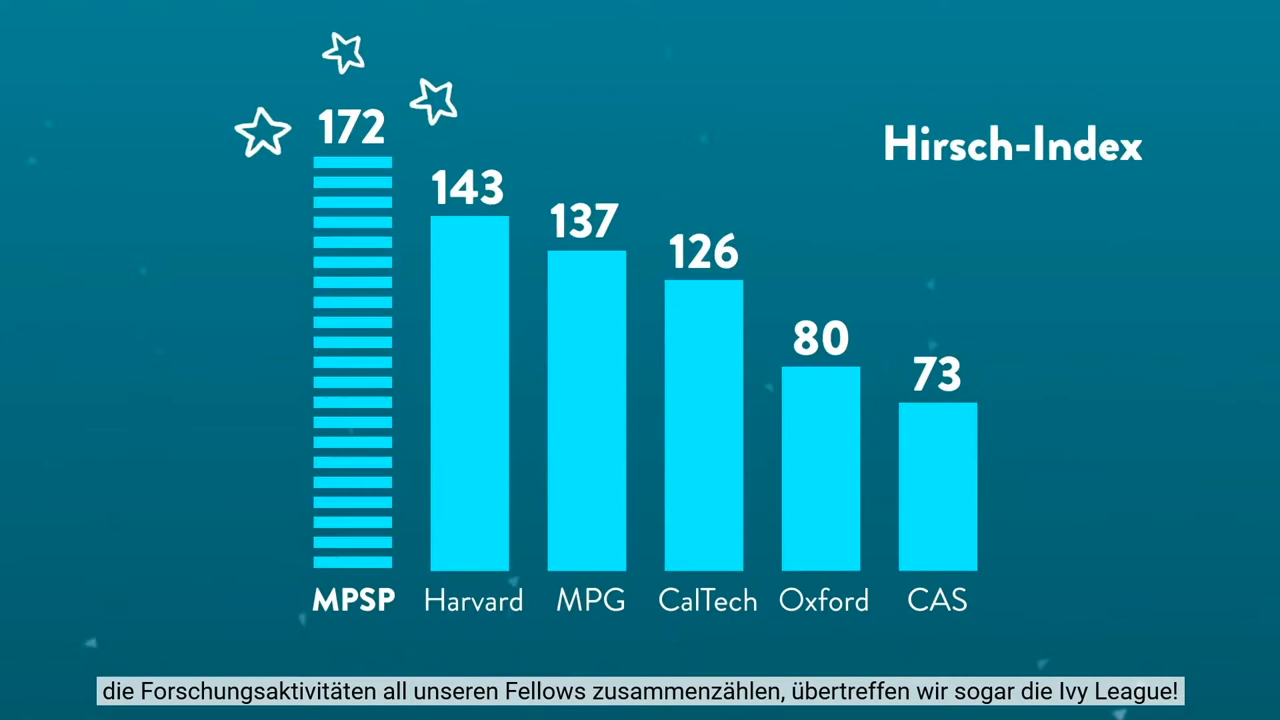 172
143
137
126
80
73
Hirsch-Index
MPSP
Harvard
MPG
CalTech
Oxford
CAS
die Forschungsaktivitäten all unseren Fellows zusammenzählen, übertreffen wir sogar die Ivy League!